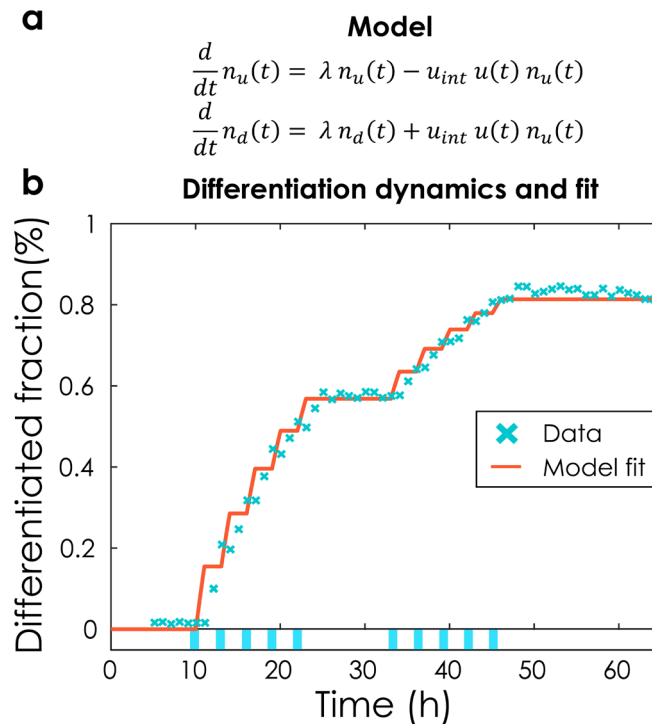 a
Model
d/dt n_u(t) = λ n_u(t) − u_int u(t) n_u(t)
d/dt n_d(t) = λ n_d(t) + u_int u(t) n_u(t)
b
Differentiation dynamics and fit
Differentiated fraction(%)
1
0.8
0.6
0.4
0.2
0
Data
Model fit
0 10 20 30 40 50 60
Time (h)